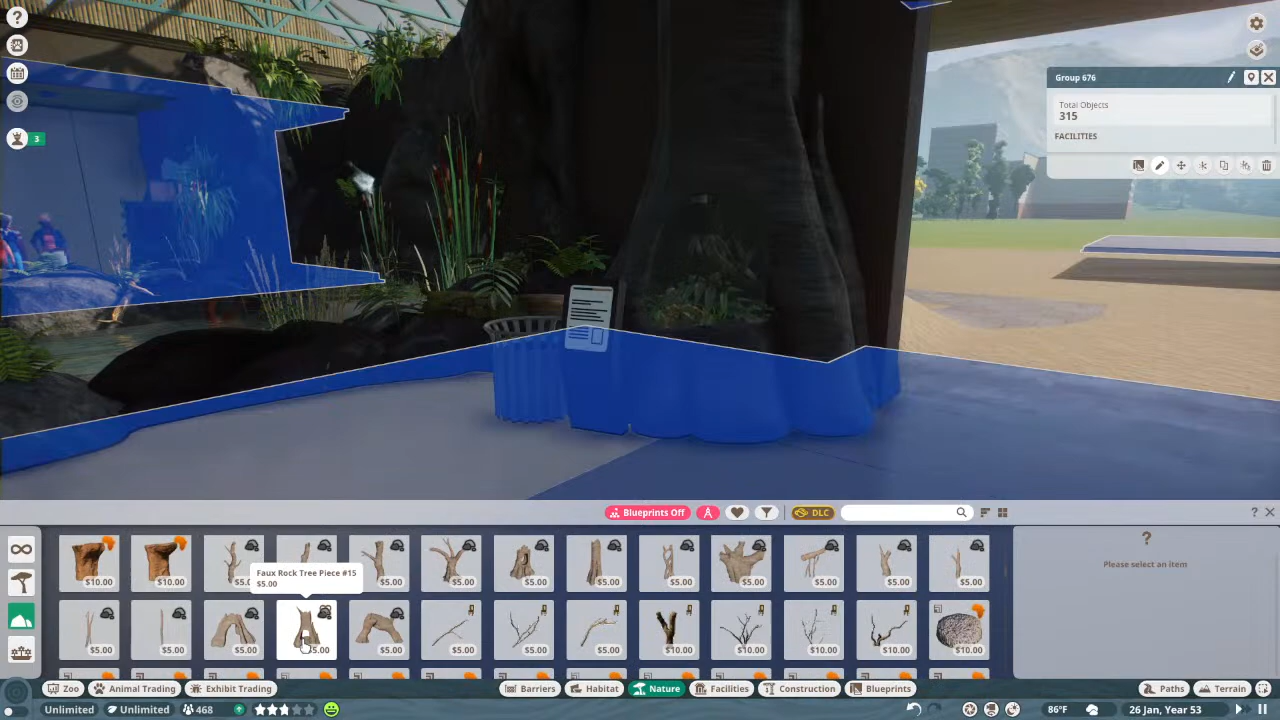 ?
3
Group 676
Total Objects
315
FACILITIES
Blueprints Off
DLC
?
$10.00
$10.00
$5.0
$5.00
$5.00
$5.00
$5.00
$5.00
$5.00
$5.00
$5.00
$5.00
Faux Rock Tree Piece #15
$5.00
$5.00
$5.00
$5.00
$5.00
$5.00
$5.00
$5.00
$5.00
$10.00
$10.00
$10.00
$10.00
$10.00
?
Please select an item
Zoo
Animal Trading
Exhibit Trading
Barriers
Habitat
Nature
Facilities
Construction
Blueprints
Paths
Terrain
Unlimited
Unlimited
468
86°F
26 Jan, Year 53